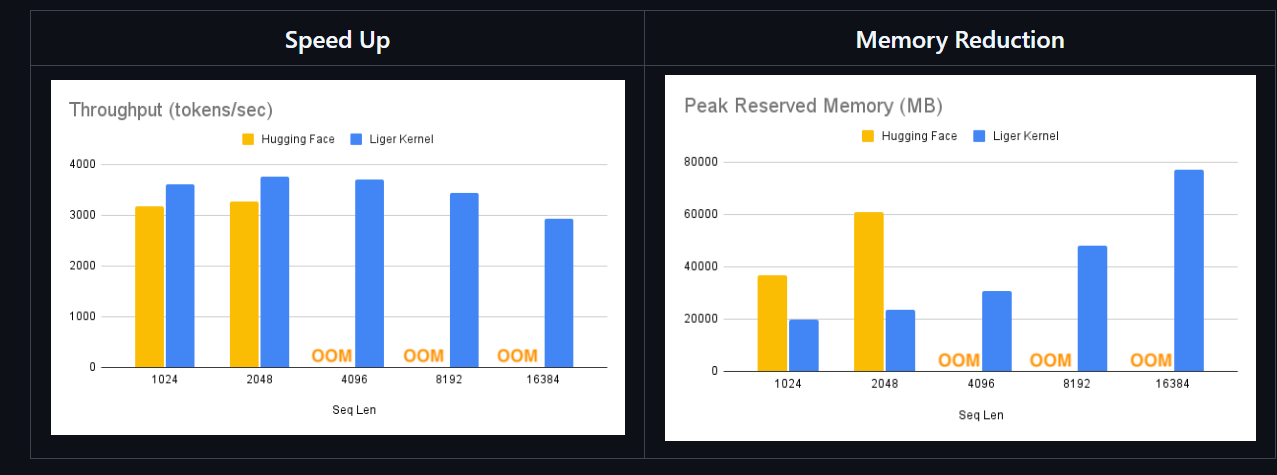 Speed Up
Memory Reduction
Throughput (tokens/sec)
Hugging Face
Liger Kernel
4000
3000
2000
1000
0
OOM
OOM
OOM
1024
2048
4096
8192
16384
Seq Len
Peak Reserved Memory (MB)
Hugging Face
Liger Kernel
80000
60000
40000
20000
0
OOM
OOM
OOM
1024
2048
4096
8192
16384
Seq Len